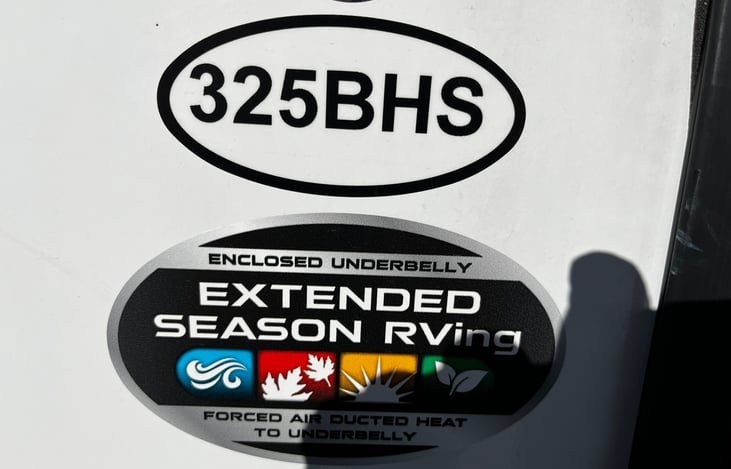 325BHS
ENCLOSED UNDERBELLY
EXTENDED
SEASON RVing
FORCED AIR DUCTED HEAT
TO UNDERBELLY